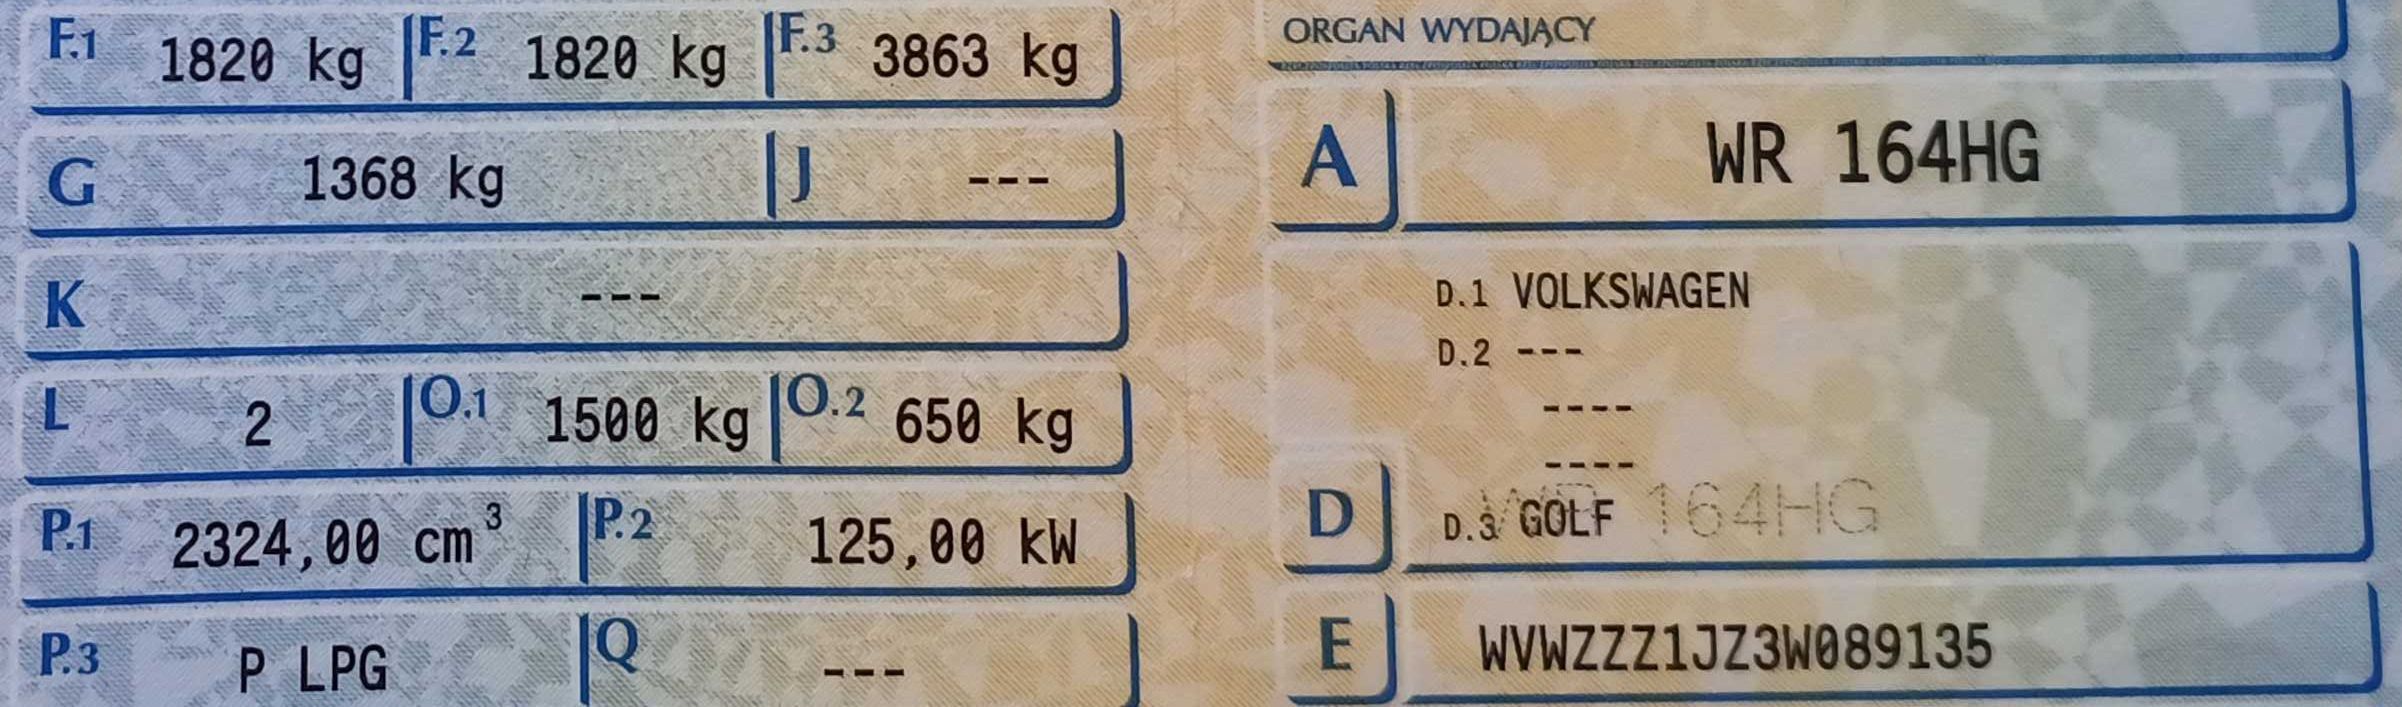 F.1 1820 kg F.2 1820 kg F.3 3863 kg
G 1368 kg J ---
K ---
L 2 O.1 1500 kg O.2 650 kg
P.1 2324,00 cm³ P.2 125,00 kW
P.3 P LPG Q ---
ORGAN WYDAJĄCY
A WR 164HG
D.1 VOLKSWAGEN
D.2 ---
----
----
D D.3 GOLF
WR 164HG
E WVWZZZ1JZ3W089135